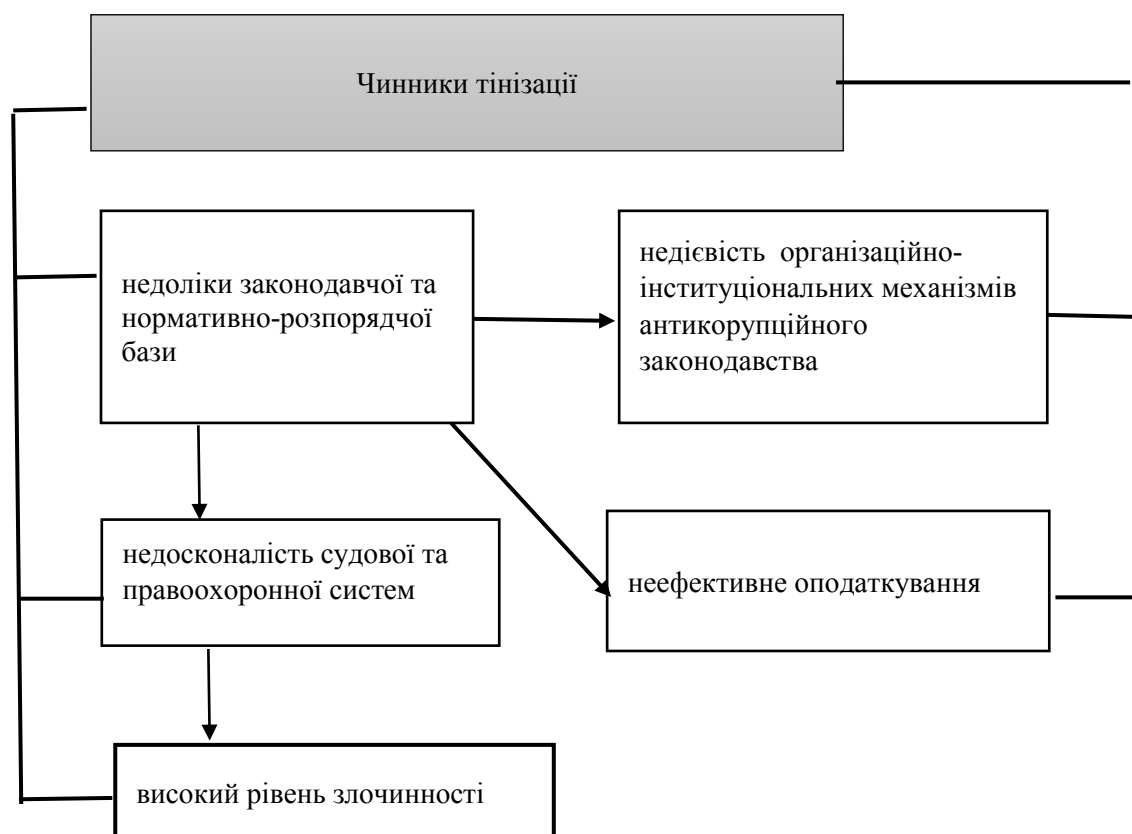 Чинники тінізації
недоліки законодавчої та
нормативно-розпорядчої
бази
недієвість організаційно-
інституціональних механізмів
антикорупційного
законодавства
недосконалість судової та
правоохоронної систем
неефективне оподаткування
високий рівень злочинності